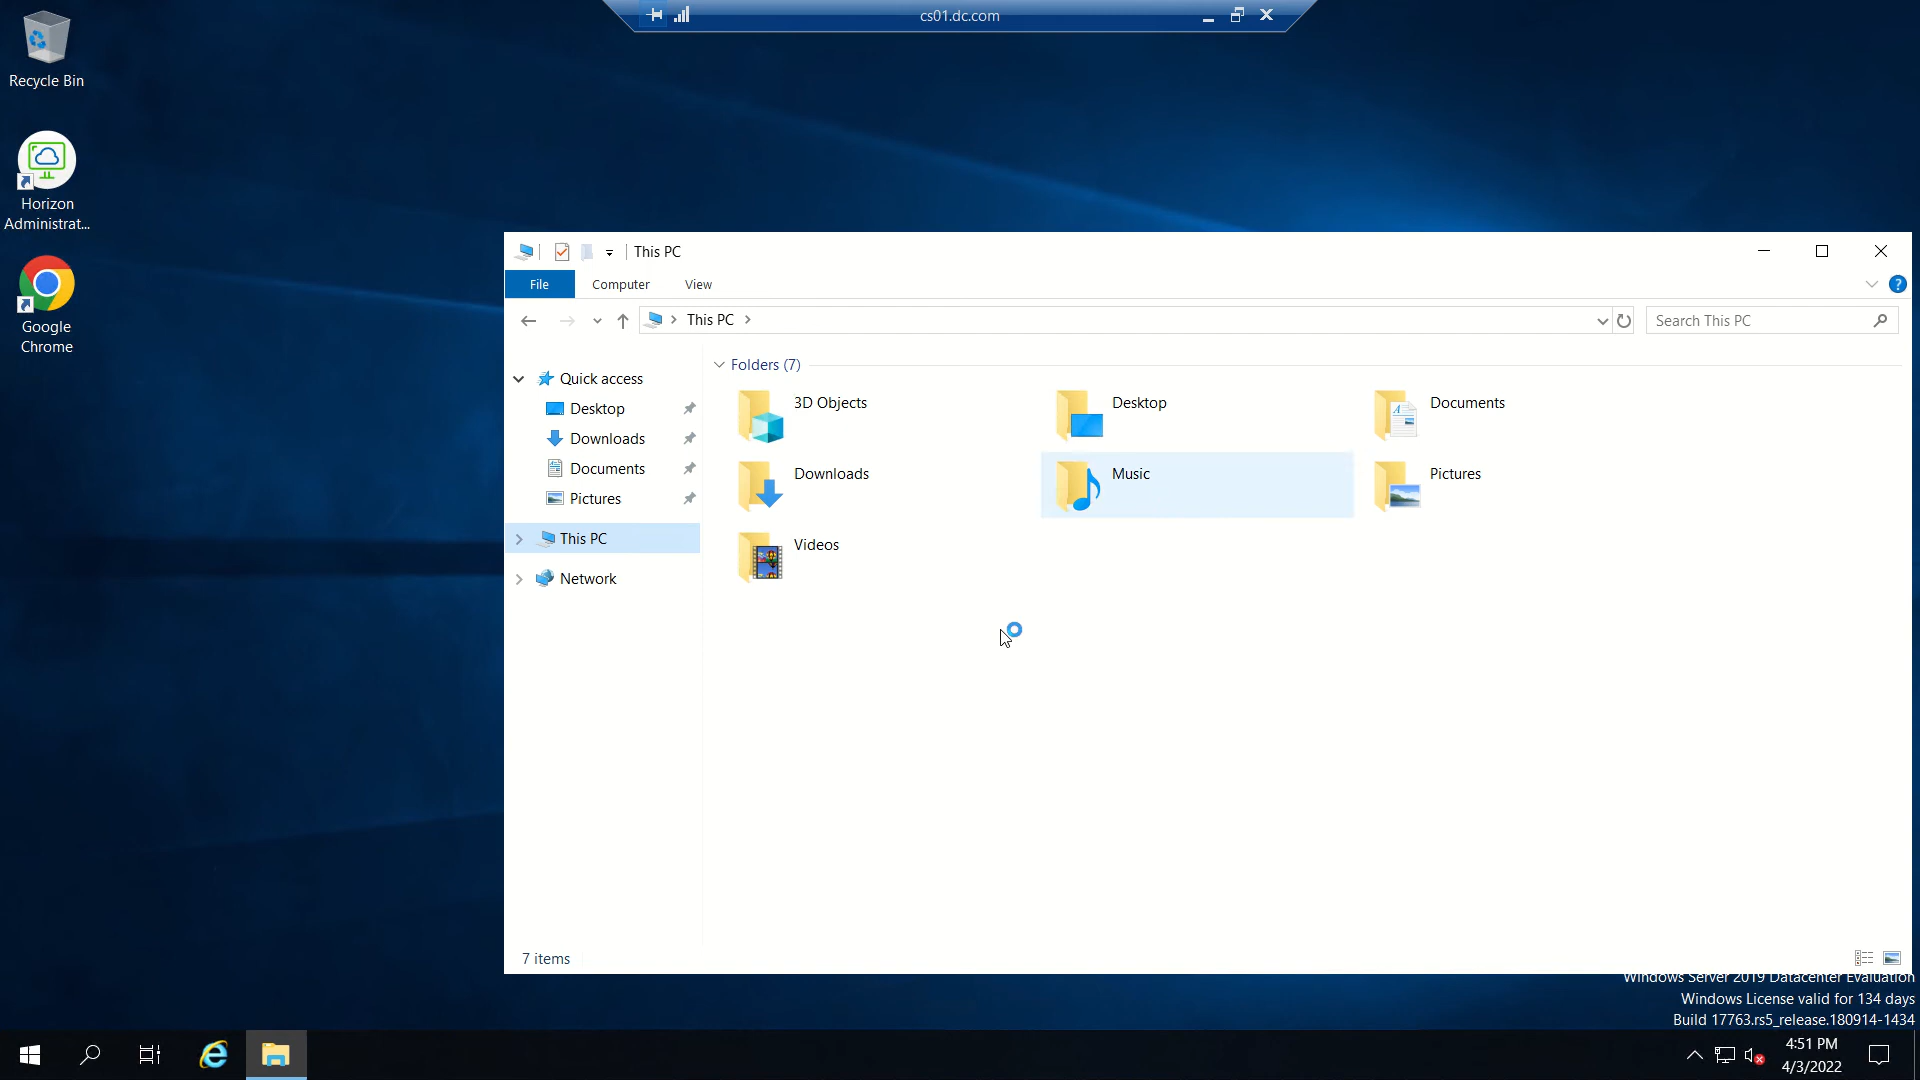 cs01.dc.com
Recycle Bin
Horizon
Administrat...
Google
Chrome
This PC
File Computer View
This PC
Search This PC
Quick access
Desktop
Downloads
Documents
Pictures
This PC
Network
Folders (7)
3D Objects
Desktop
Documents
Downloads
Music
Pictures
Videos
7 items
Windows Server 2019 Datacenter Evaluation
Windows License valid for 134 days
Build 17763.rs5_release.180914-1434
4:51 PM
4/3/2022